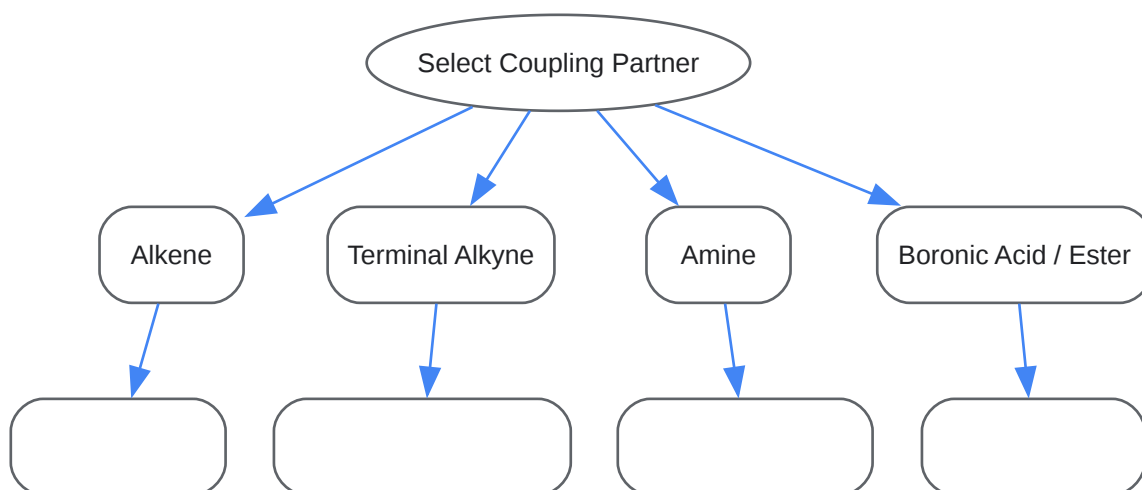 Select Coupling Partner
Alkene
Terminal Alkyne
Amine
Boronic Acid / Ester